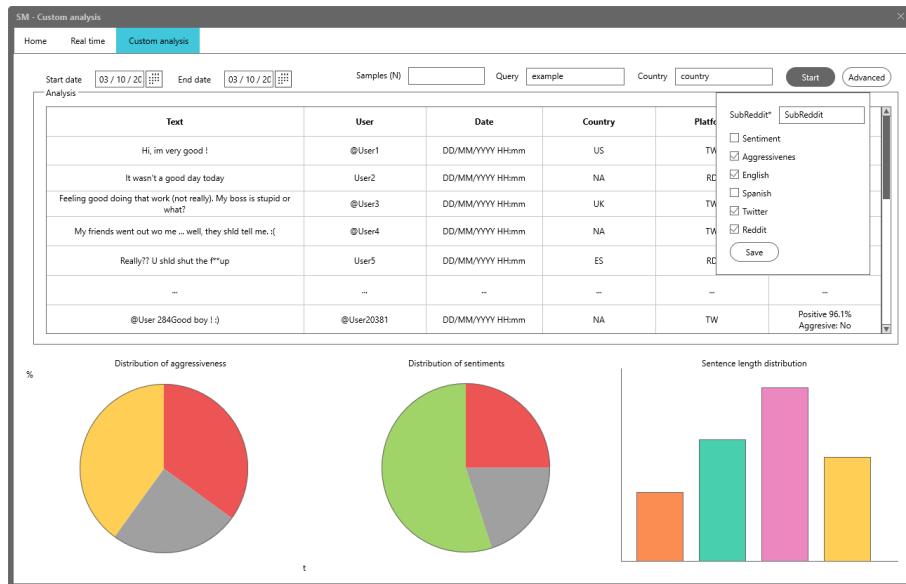 SM - Custom analysis
Home Real time Custom analysis
Start date 03 / 10 / 20 End date 03 / 10 / 20 Samples (N) Query example Country country Start Advanced
Analysis
Text User Date Country Platfo
SubReddit* SubReddit
Sentiment
Aggressivenes
English
Spanish
Twitter
Reddit
Save
Hi, im very good ! @User1 DD/MM/YYYY HH:mm US TW
It wasn't a good day today User2 DD/MM/YYYY HH:mm NA RD
Feeling good doing that work (not really). My boss is stupid or
what?
@User3 DD/MM/YYYY HH:mm UK TW
My friends went out wo me ... well, they shld tell me. :( @User4 DD/MM/YYYY HH:mm NA TW
Really?? U shld shut the f**up User5 DD/MM/YYYY HH:mm ES RD
... ... ... ... ... ...
@User 284Good boy ! :) @User20381 DD/MM/YYYY HH:mm NA TW
Positive 96.1%
Aggresive: No
Distribution of aggressiveness
Distribution of sentiments
Sentence length distribution
%
t